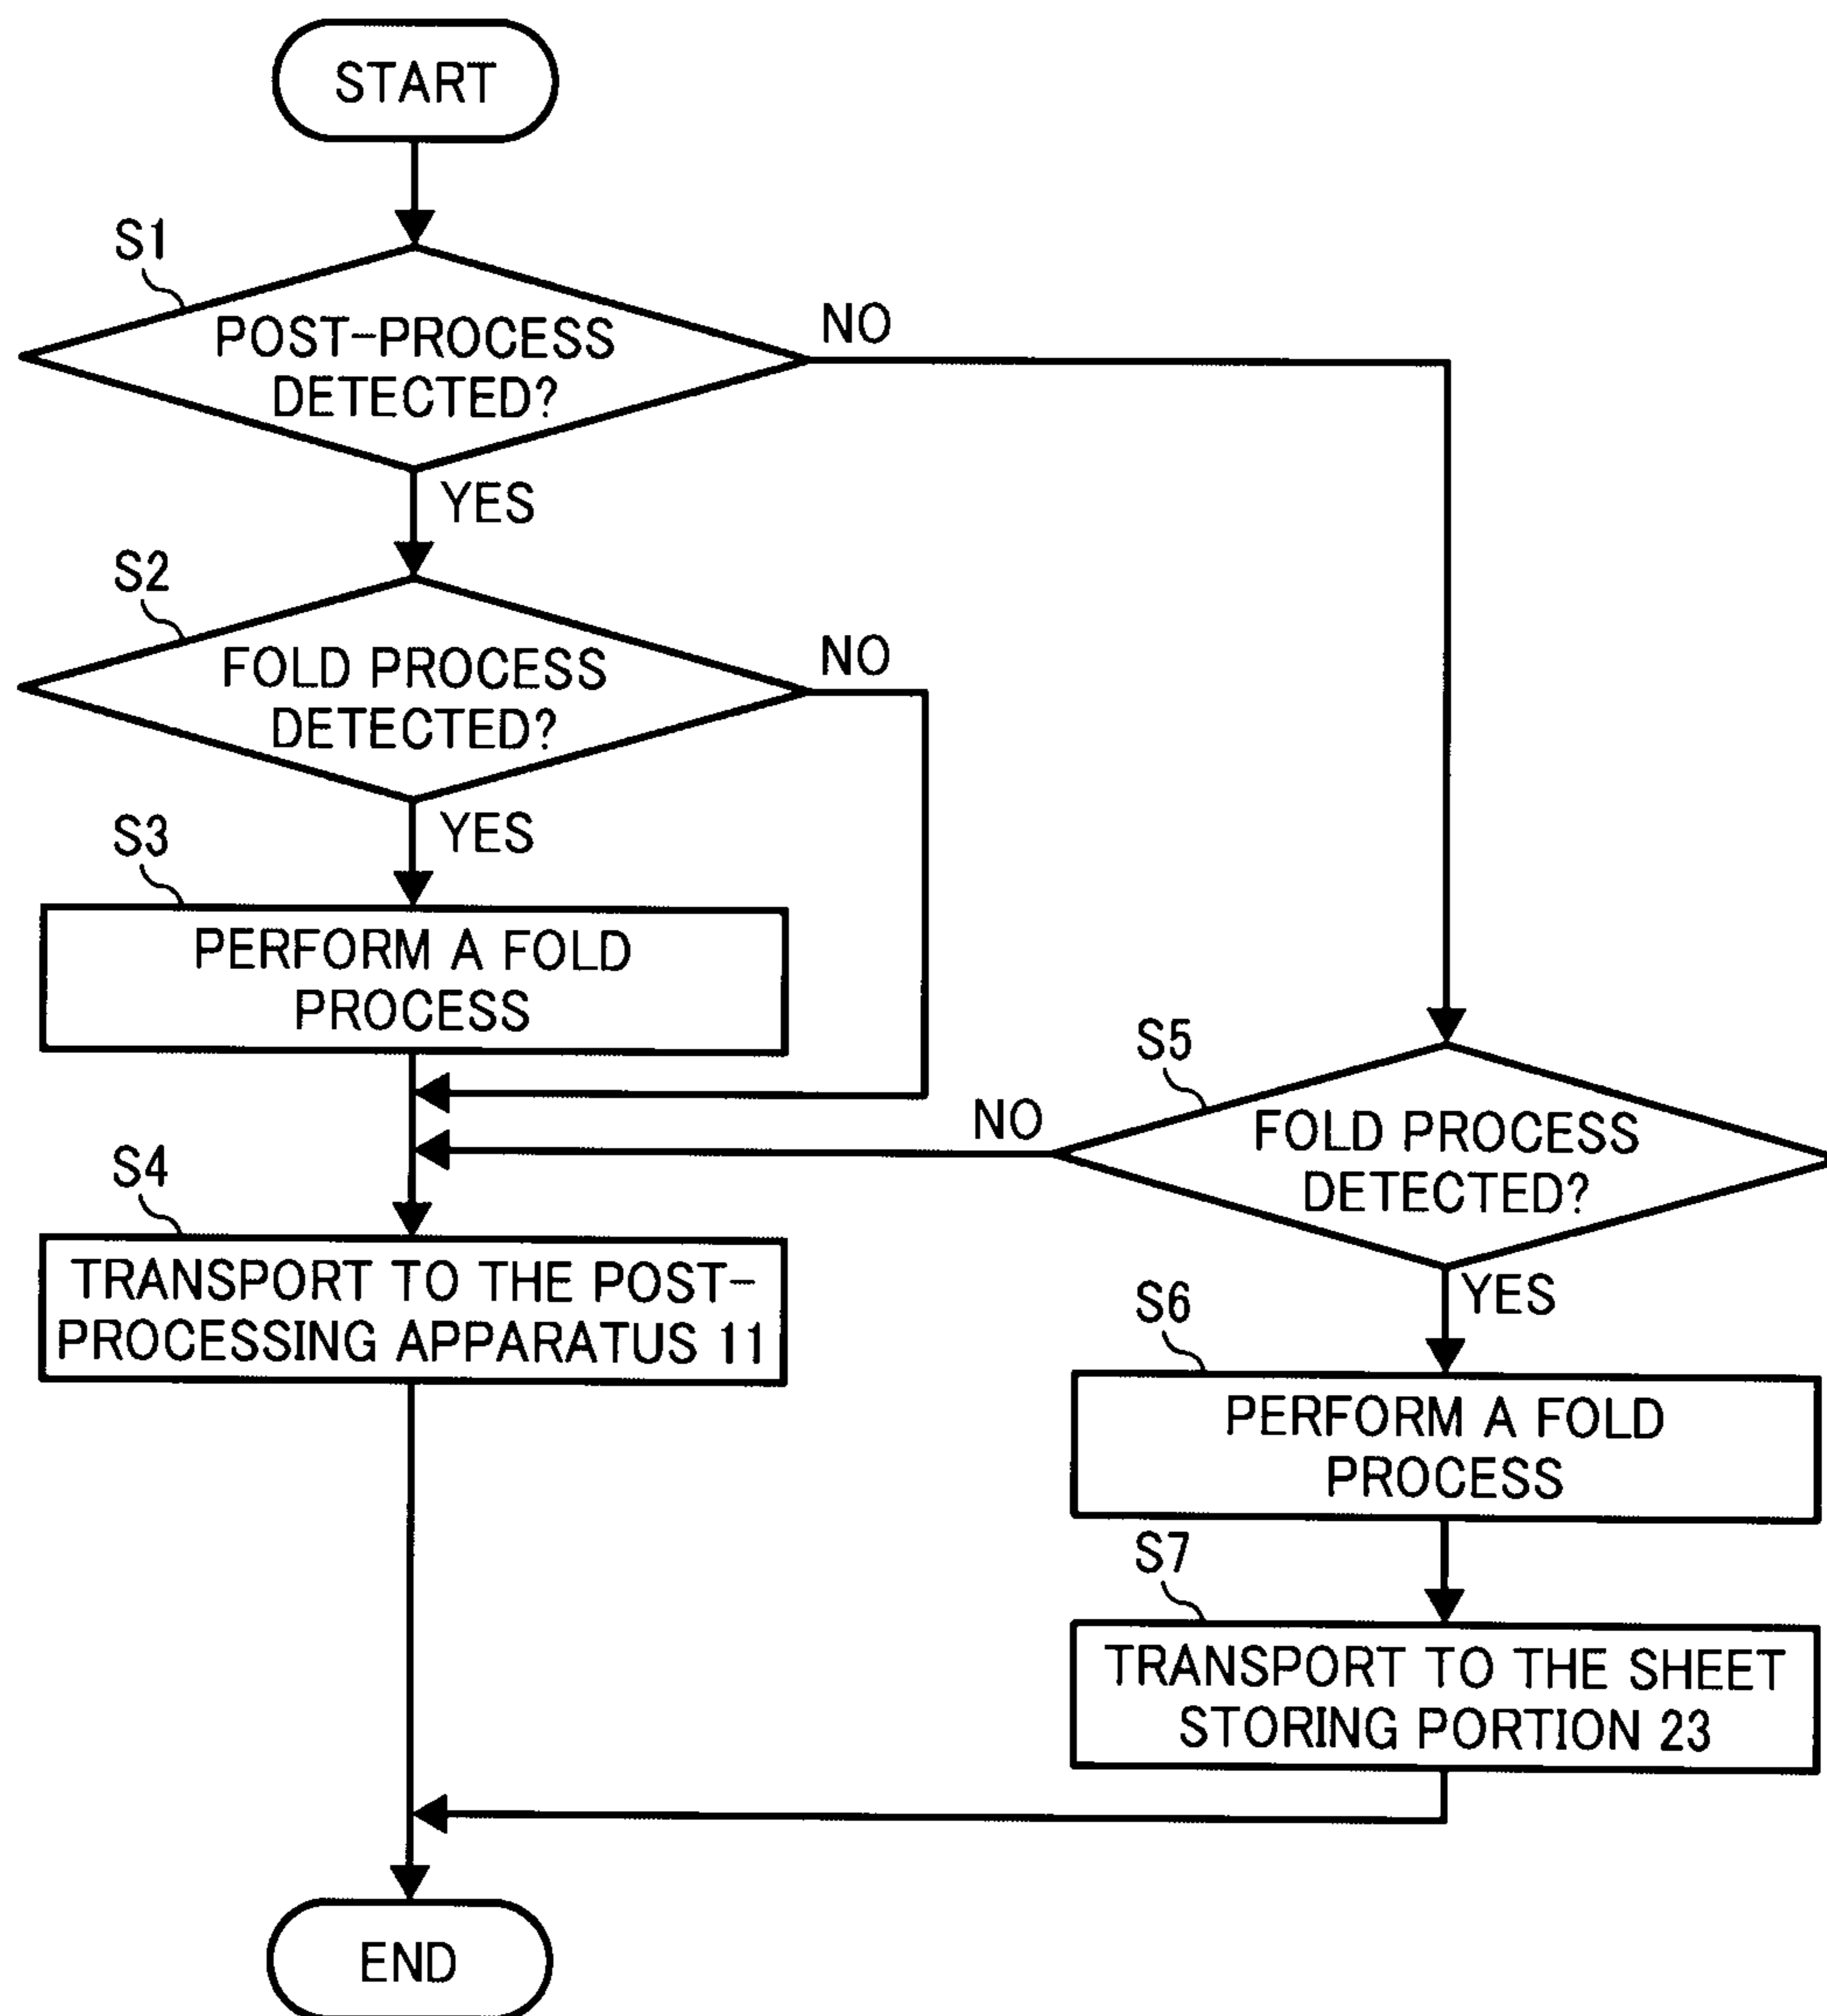 START
S1
POST-PROCESS
DETECTED?
NO
YES
S2
FOLD PROCESS
DETECTED?
NO
YES
S3
PERFORM A FOLD
PROCESS
S5
FOLD PROCESS
DETECTED?
NO
YES
S4
TRANSPORT TO THE POST-
PROCESSING APPARATUS 11
S6
PERFORM A FOLD
PROCESS
S7
TRANSPORT TO THE SHEET
STORING PORTION 23
END